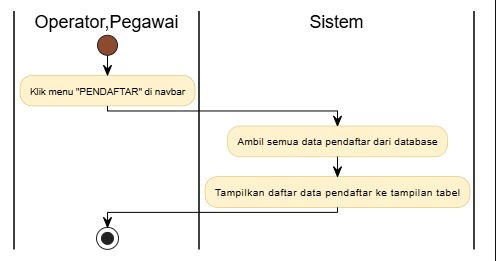 Operator,Pegawai
Sistem
Klik menu "PENDAFTAR" di navbar
Ambil semua data pendaftar dari database
Tampilkan daftar data pendaftar ke tampilan tabel